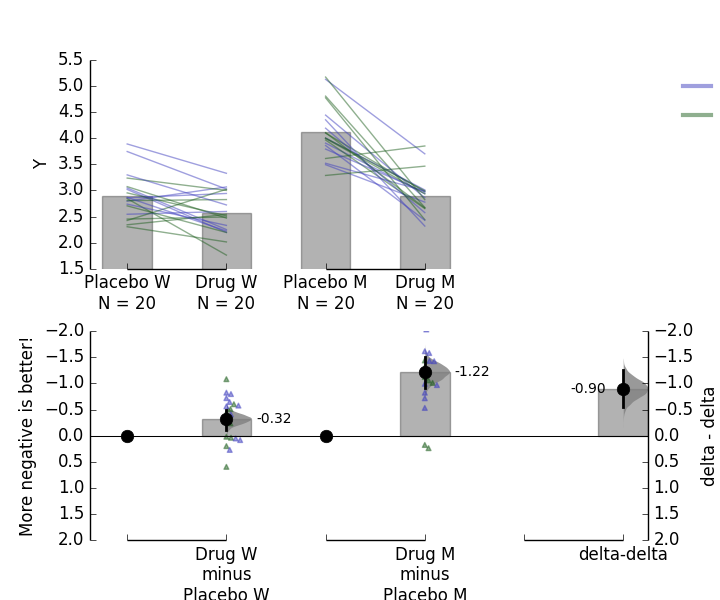 5.5
5.0
4.5
4.0
3.5
3.0
2.5
2.0
1.5
Y
Placebo W
N = 20
Drug W
N = 20
Placebo M
N = 20
Drug M
N = 20
−2.0
−1.5
−1.0
−0.5
0.0
0.5
1.0
1.5
2.0
More negative is better!
-0.32
-1.22
-0.90
−2.0
−1.5
−1.0
−0.5
0.0
0.5
1.0
1.5
2.0
delta - delta
Drug W
minus
Placebo W
Drug M
minus
Placebo M
delta-delta